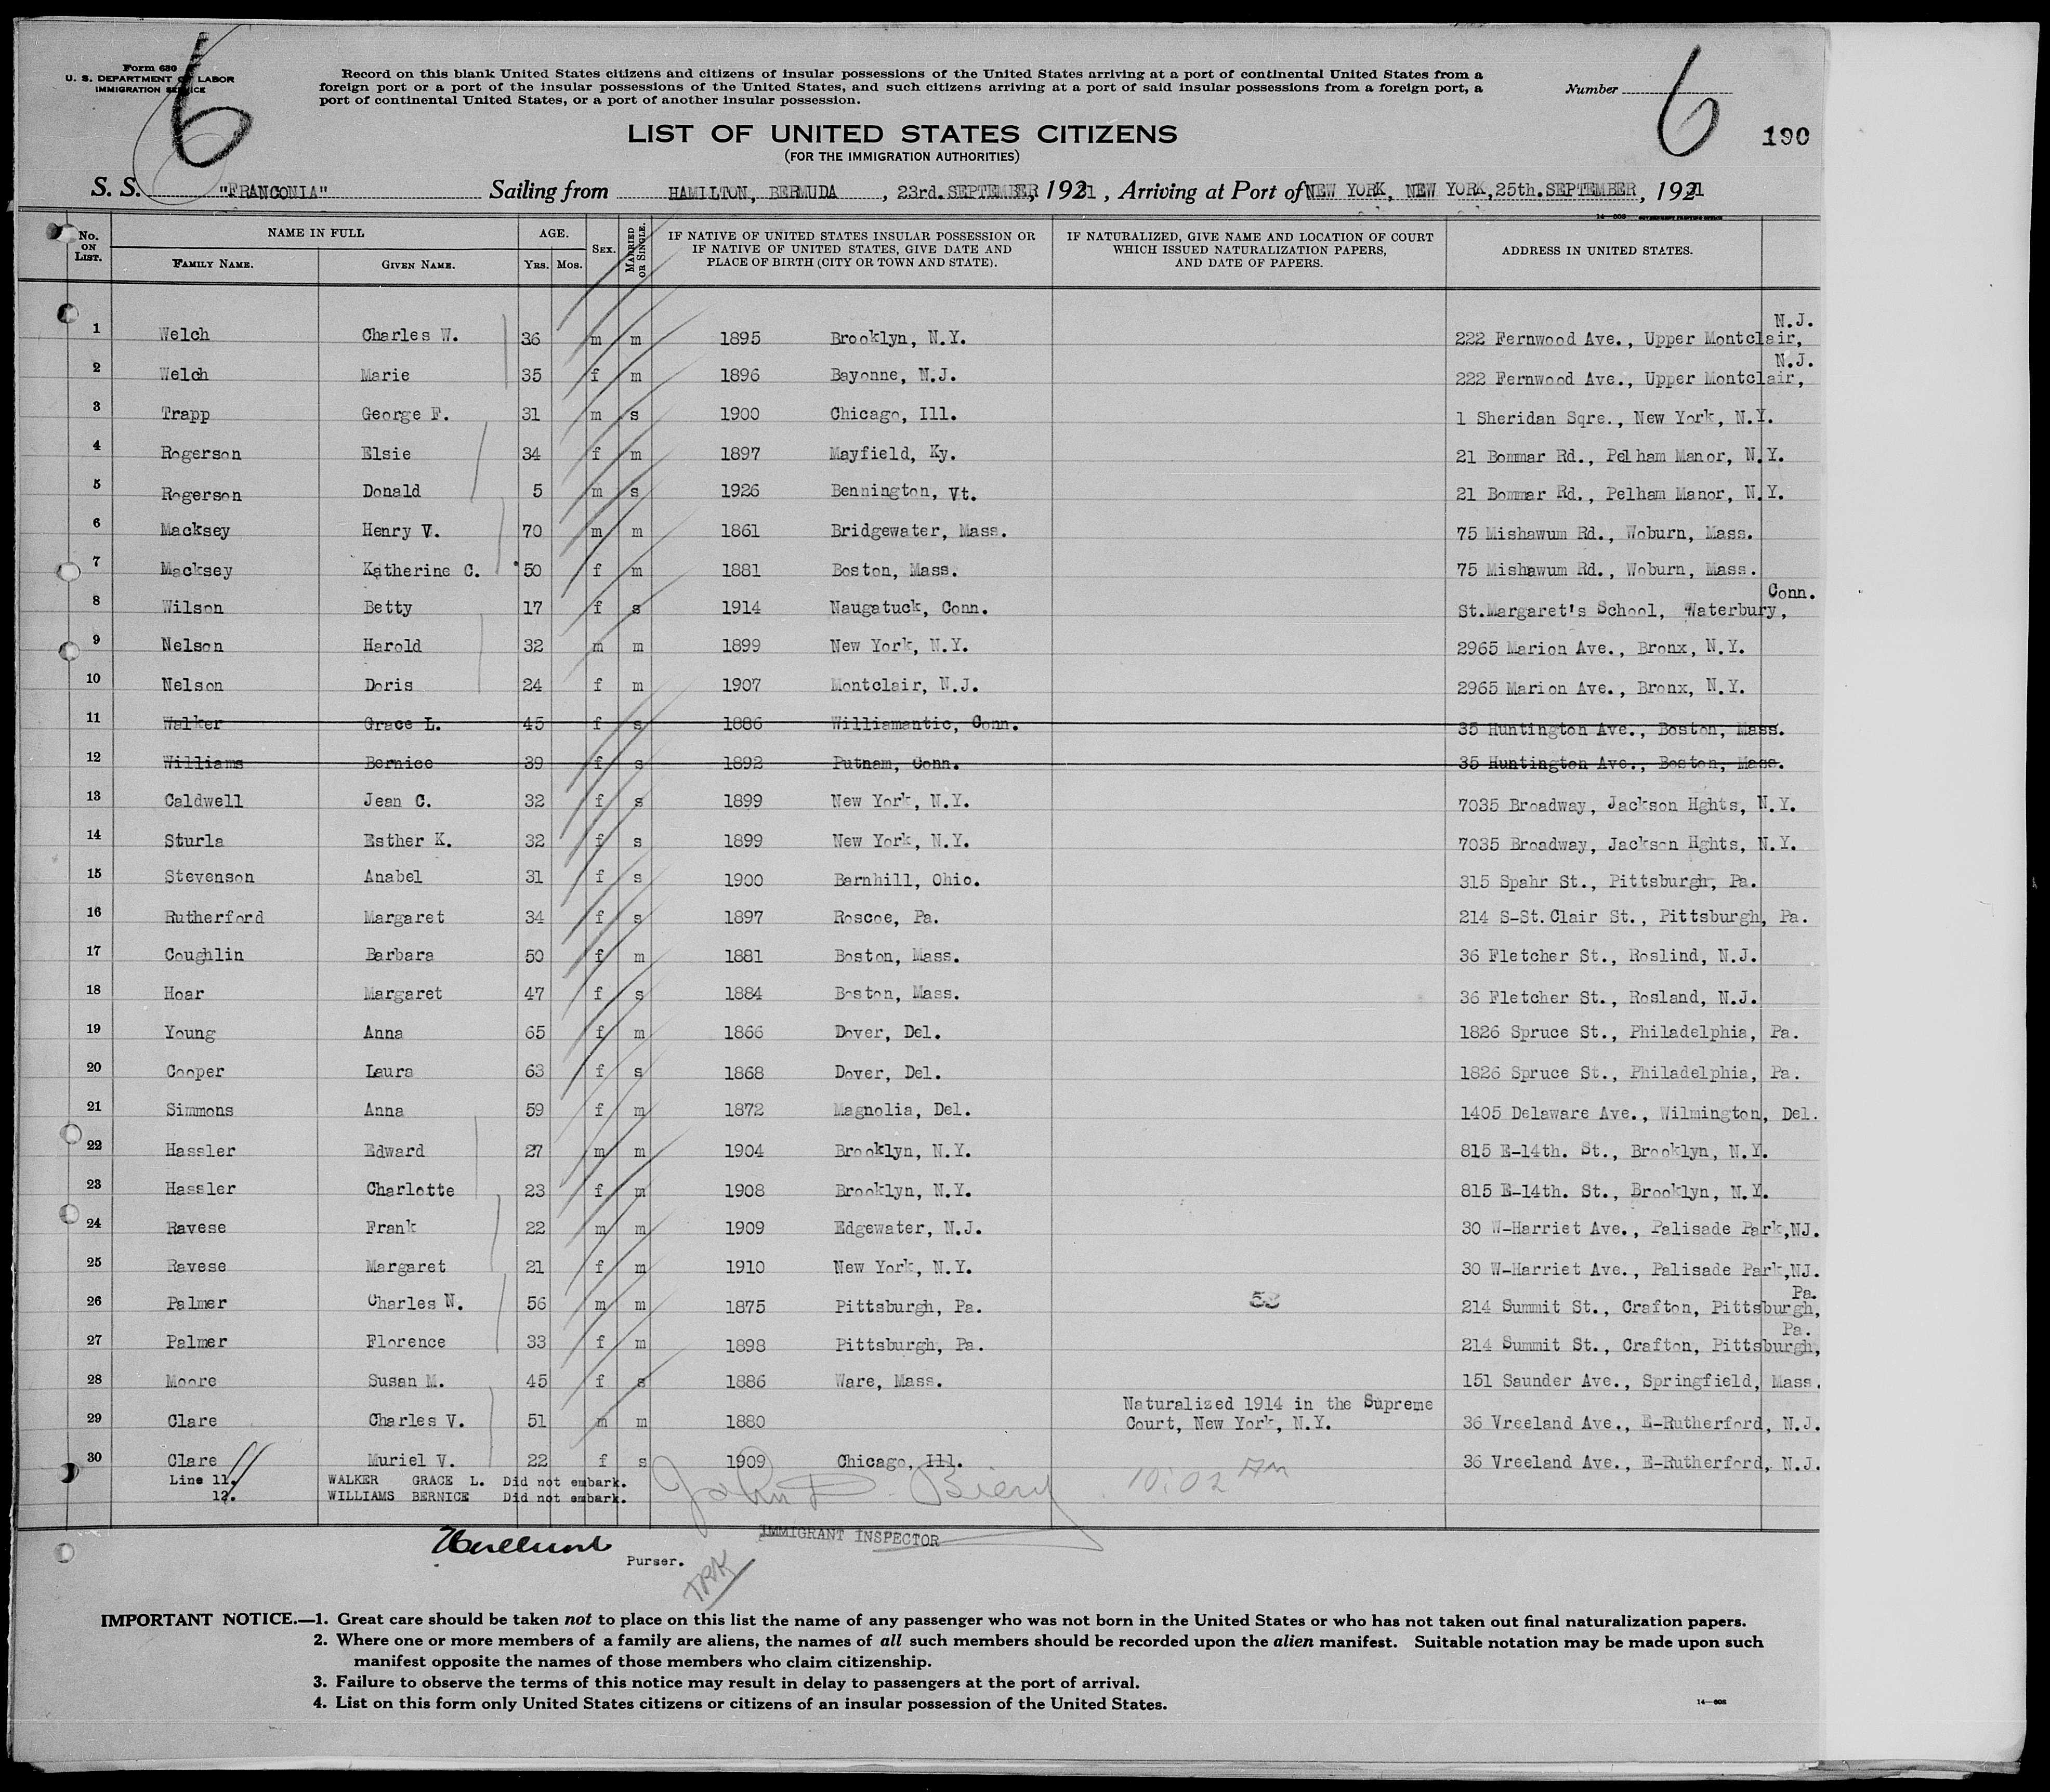 6
6
Form 630
U. S. DEPARTMENT OF LABOR
IMMIGRATION SERVICE
Record on this blank United States citizens and citizens of insular possessions of the United States arriving at a port of continental United States from a
foreign port or a port of the insular possessions of the United States, and such citizens arriving at a port of said insular possessions from a foreign port, a
port of continental United States, or a port of another insular possession.
Number
LIST OF UNITED STATES CITIZENS
(FOR THE IMMIGRATION AUTHORITIES)
190
S. S. "FRANCONIA" Sailing from HAMILTON, BERMUDA , 23rd. SEPTEMBER, 1931 , Arriving at Port of NEW YORK, NEW YORK, 25th. SEPTEMBER , 192
No. ON LIST. NAME IN FULL FAMILY NAME. GIVEN NAME. AGE. YRS. MOS. SEX. MARRIED OR SINGLE. IF NATIVE OF UNITED STATES INSULAR POSSESSION OR IF NATIVE OF UNITED STATES, GIVE DATE AND PLACE OF BIRTH (CITY OR TOWN AND STATE). IF NATURALIZED, GIVE NAME AND LOCATION OF COURT WHICH ISSUED NATURALIZATION PAPERS, AND DATE OF PAPERS. ADDRESS IN UNITED STATES.
1 Welch Charles W. 36 m m 1895 Brooklyn, N.Y. 222 Fernwood Ave., Upper Montclair, N.J.
2 Welch Marie 35 f m 1896 Bayonne, N.J. 222 Fernwood Ave., Upper Montclair, N.J.
3 Trapp George F. 31 m s 1900 Chicago, Ill. 1 Sheridan Sqre., New York, N.Y.
4 Rogerson Elsie 34 f m 1897 Mayfield, Ky. 21 Bommar Rd., Pelham Manor, N.Y.
5 Rogerson Donald 5 m s 1926 Bennington, Vt. 21 Bommar Rd., Pelham Manor, N.Y.
6 Macksey Henry V. 70 m m 1861 Bridgewater, Mass. 75 Mishawum Rd., Woburn, Mass.
7 Macksey Katherine C. 50 f m 1881 Boston, Mass. 75 Mishawum Rd., Woburn, Mass.
8 Wilson Betty 17 f s 1914 Naugatuck, Conn. St.Margaret's School, Waterbury, Conn.
9 Nelson Harold 32 m m 1899 New York, N.Y. 2965 Marion Ave., Bronx, N.Y.
10 Nelson Doris 24 f m 1907 Montclair, N.J. 2965 Marion Ave., Bronx, N.Y.
11 Walker Grace L. 45 f s 1886 Williamantic, Conn. 35 Huntington Ave., Boston, Mass.
12 Williams Bernice 39 f s 1892 Putnam, Conn. 35 Huntington Ave., Boston, Mass.
13 Caldwell Jean C. 32 f s 1899 New York, N.Y. 7035 Broadway, Jackson Hghts, N.Y.
14 Sturla Esther K. 32 f s 1899 New York, N.Y. 7035 Broadway, Jackson Hghts, N.Y.
15 Stevenson Anabel 31 f s 1900 Barnhill, Ohio. 315 Spahr St., Pittsburgh, Pa.
16 Rutherford Margaret 34 f s 1897 Roscoe, Pa. 214 S-St.Clair St., Pittsburgh, Pa.
17 Coughlin Barbara 50 f m 1881 Boston, Mass. 36 Fletcher St., Roslind, N.J.
18 Hoar Margaret 47 f s 1884 Boston, Mass. 36 Fletcher St., Rosland, N.J.
19 Young Anna 65 f m 1866 Dover, Del. 1826 Spruce St., Philadelphia, Pa.
20 Cooper Laura 63 f s 1868 Dover, Del. 1826 Spruce St., Philadelphia, Pa.
21 Simmons Anna 59 f m 1872 Magnolia, Del. 1405 Delaware Ave., Wilmington, Del.
22 Hassler Edward 27 m m 1904 Brooklyn, N.Y. 815 E-14th. St., Brooklyn, N.Y.
23 Hassler Charlotte 23 f m 1908 Brooklyn, N.Y. 815 E-14th. St., Brooklyn, N.Y.
24 Ravese Frank 22 m m 1909 Edgewater, N.J. 30 W-Harriet Ave., Palisade Park,NJ.
25 Ravese Margaret 21 f m 1910 New York, N.Y. 30 W-Harriet Ave., Palisade Park,NJ.
26 Palmer Charles N. 56 m m 1875 Pittsburgh, Pa. 53 214 Summit St., Crafton, Pittsburgh, Pa.
27 Palmer Florence 33 f m 1898 Pittsburgh, Pa. 214 Summit St., Crafton, Pittsburgh, Pa.
28 Moore Susan M. 45 f s 1886 Ware, Mass. 151 Saunder Ave., Springfield, Mass.
29 Clare Charles V. 51 m m 1880 Naturalized 1914 in the Supreme Court, New York, N.Y. 36 Vreeland Ave., E-Rutherford, N.J.
30 Clare Muriel V. 22 f s 1909 Chicago, Ill. 36 Vreeland Ave., E-Rutherford, N.J.
Line 11. WALKER GRACE L. Did not embark.
12. WILLIAMS BERNICE Did not embark.
John D. Biery 10:02 AM
IMMIGRANT INSPECTOR
Purser.
IMPORTANT NOTICE.—1. Great care should be taken not to place on this list the name of any passenger who was not born in the United States or who has not taken out final naturalization papers.
2. Where one or more members of a family are aliens, the names of all such members should be recorded upon the alien manifest. Suitable notation may be made upon such
manifest opposite the names of those members who claim citizenship.
3. Failure to observe the terms of this notice may result in delay to passengers at the port of arrival.
4. List on this form only United States citizens or citizens of an insular possession of the United States.
14—608